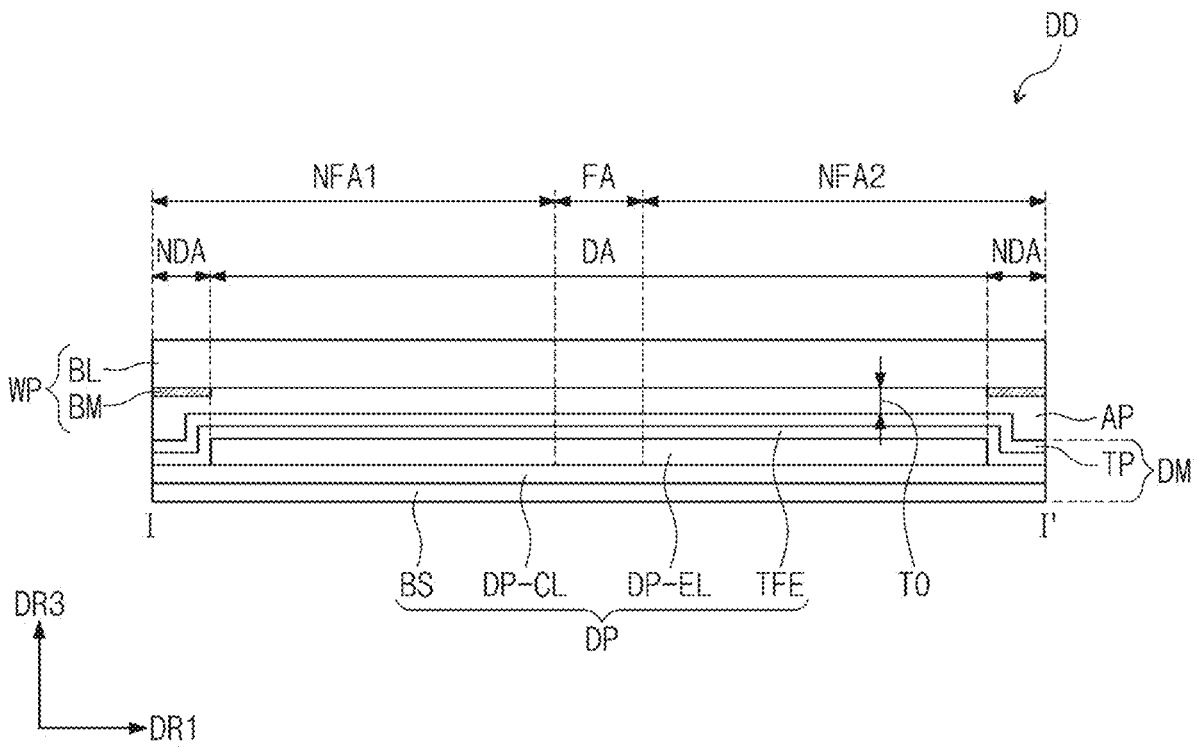 DD
NFA1 FA NFA2
NDA DA NDA
WP BL
BM
AP
TP DM
I I'
BS DP-CL DP-EL TFE T0
DP
DR3
DR1